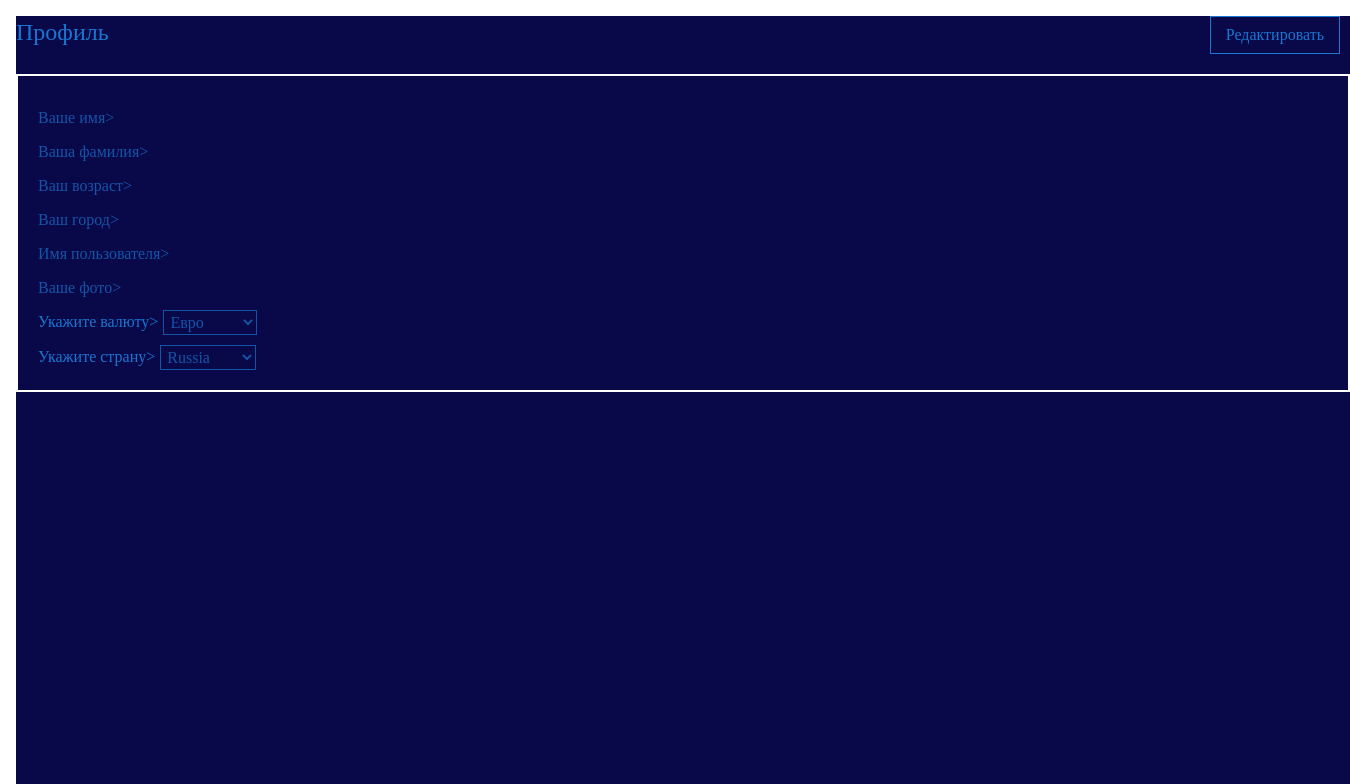 Профиль
Редактировать
Ваше имя>
Ваша фамилия>
Ваш возраст>
Ваш город>
Имя пользователя>
Ваше фото>
Укажите валюту> Евро
Укажите страну> Russia